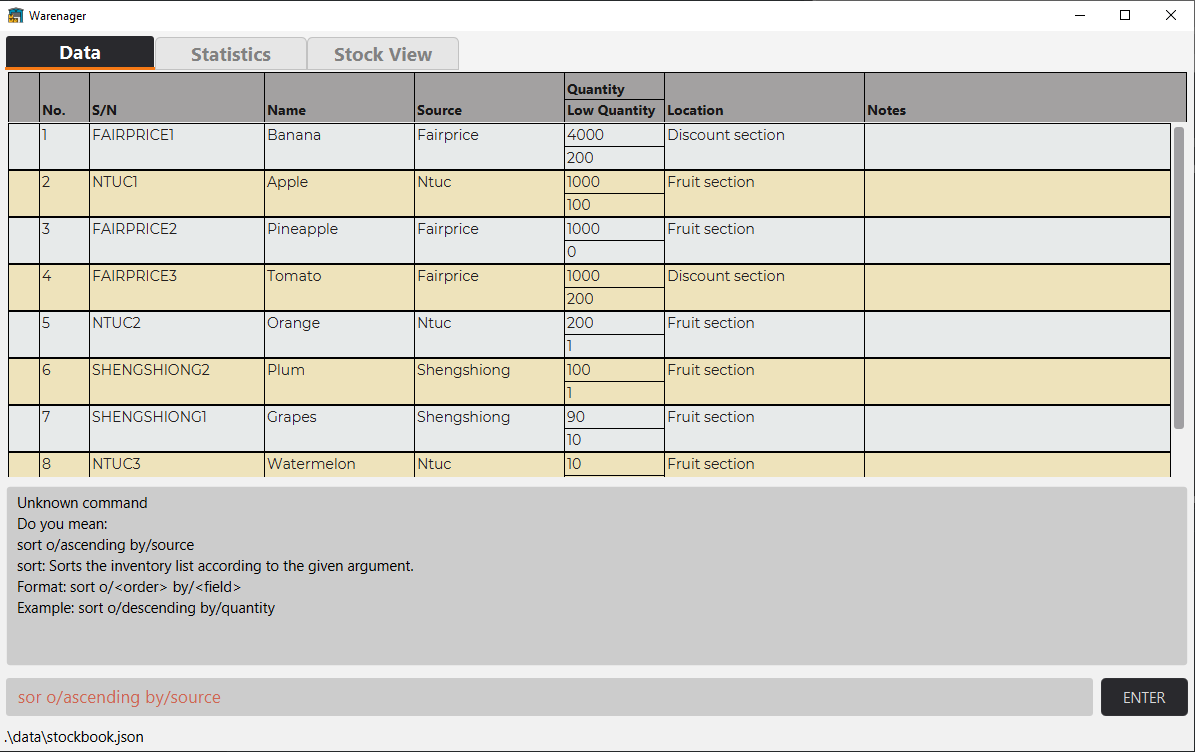 Warenager
Data Statistics Stock View
No. S/N Name Source Quantity Low Quantity Location Notes
1 FAIRPRICE1 Banana Fairprice 4000 Discount section
200
2 NTUC1 Apple Ntuc 1000 Fruit section
100
3 FAIRPRICE2 Pineapple Fairprice 1000 Fruit section
0
4 FAIRPRICE3 Tomato Fairprice 1000 Discount section
200
5 NTUC2 Orange Ntuc 200 Fruit section
1
6 SHENGSHIONG2 Plum Shengshiong 100 Fruit section
1
7 SHENGSHIONG1 Grapes Shengshiong 90 Fruit section
10
8 NTUC3 Watermelon Ntuc 10 Fruit section
Unknown command
Do you mean:
sort o/ascending by/source
sort: Sorts the inventory list according to the given argument.
Format: sort o/<order> by/<field>
Example: sort o/descending by/quantity
sor o/ascending by/source
ENTER
.\data\stockbook.json